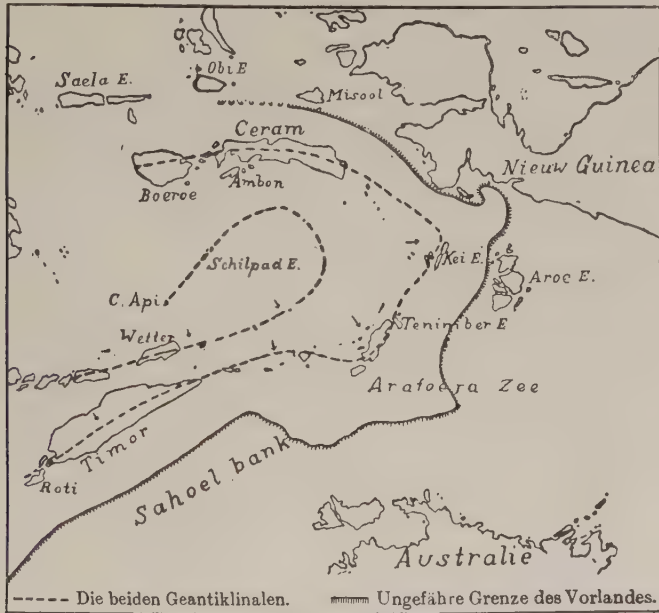 Obi E
Saela E.
Misool
Ceram
Nieuw Guinea
Boeroe
Ambon
Schilpad E.
Kei E.
Aroe E.
C. Api
Wetter
Tenimber E
Arafoera Zee
Timor
Roti
Sahoel bank
Australie
Die beiden Geantiklinalen.
Ungefähre Grenze des Vorlandes.